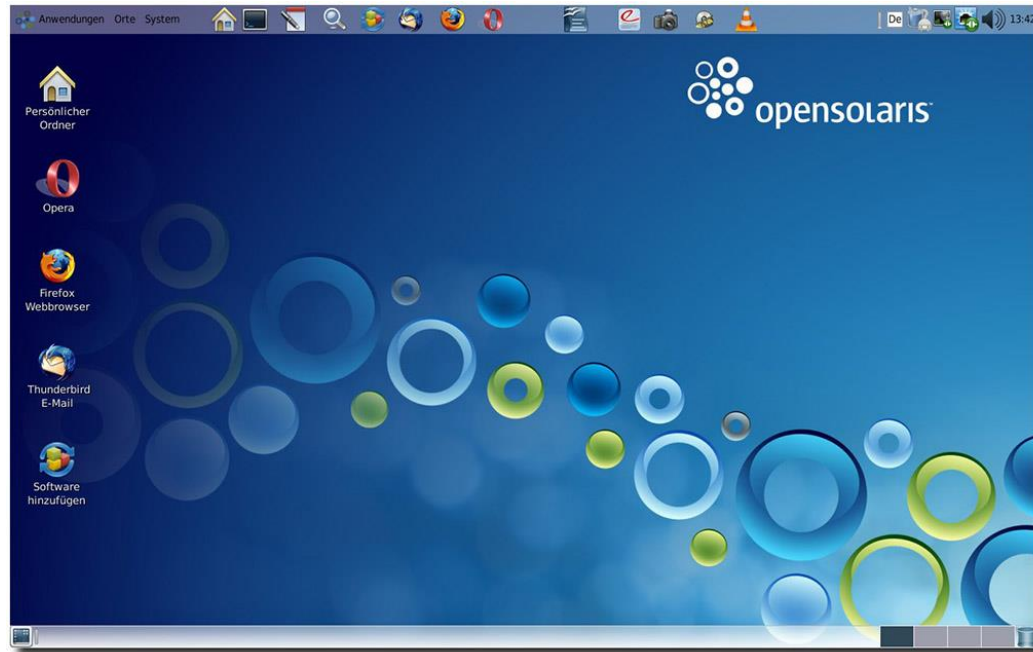 Anwendungen Orte System
De
13:42
opensolaris
Persönlicher
Ordner
Opera
Firefox
Webbrowser
Thunderbird
E-Mail
Software
hinzufügen